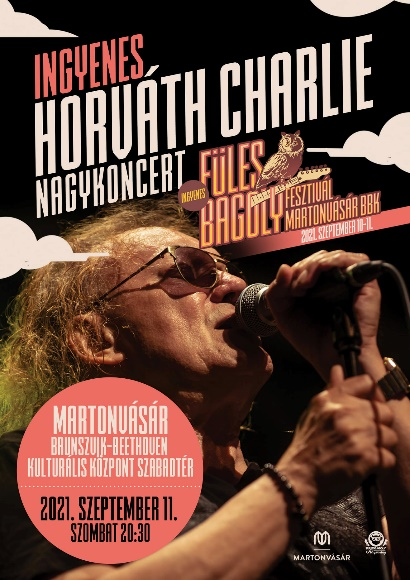 INGYENES
HORVÁTH CHARLIE
NAGYKONCERT
INGYENES
FÜLES
BAGOLY
FESZTIVÁL
MARTONVÁSÁR BBK
2021. SZEPTEMBER 10-11.
MARTONVÁSÁR
BRUNSZVIK-BEETHOVEN
KULTURÁLIS KÖZPONT SZABADTÉR
2021. SZEPTEMBER 11.
SZOMBAT 20:30
MARTONVÁSÁR